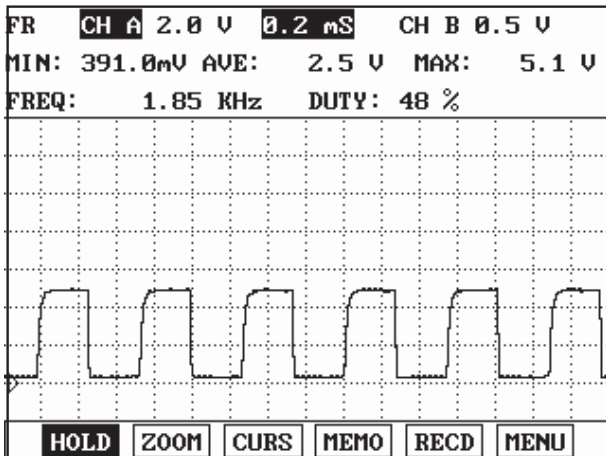 FR CH A 2.0 V 0.2 mS CH B 0.5 V
MIN: 391.0mV AVE: 2.5 V MAX: 5.1 V
FREQ: 1.85 KHz DUTY: 48 %
HOLD ZOOM CURS MEMO RECD MENU